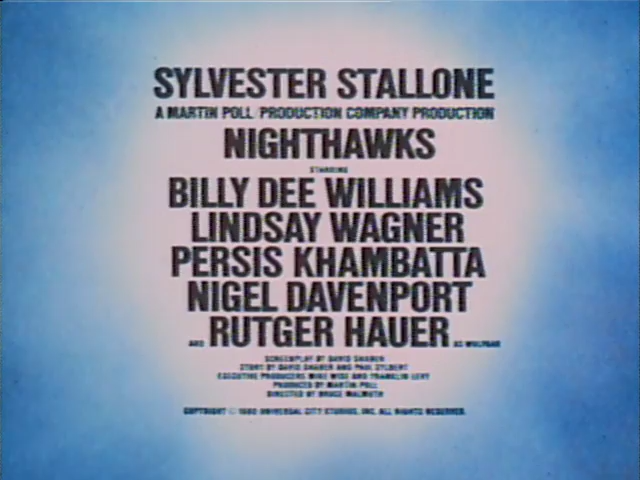 SYLVESTER STALLONE
A MARTIN POLL / PRODUCTION COMPANY PRODUCTION
NIGHTHAWKS
STARRING
BILLY DEE WILLIAMS
LINDSAY WAGNER
PERSIS KHAMBATTA
NIGEL DAVENPORT
AND RUTGER HAUER AS WULFGAR
SCREENPLAY BY DAVID SHABER
STORY BY DAVID SHABER AND PAUL SYLBERT
EXECUTIVE PRODUCERS MIKE WISE AND FRANKLIN LEVY
PRODUCED BY MARTIN POLL
DIRECTED BY BRUCE MALMUTH
COPYRIGHT © 1980 UNIVERSAL CITY STUDIOS, INC. ALL RIGHTS RESERVED.